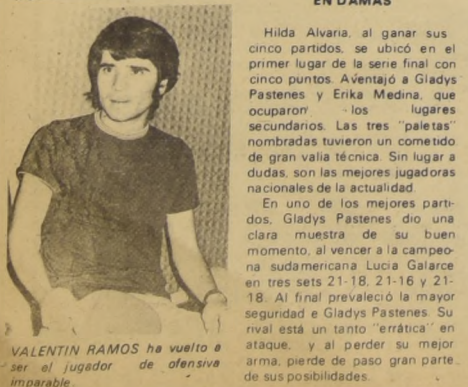 EN DAMAS
Hilda Alvaria, al ganar sus
cinco partidos, se ubicó en el
primer lugar de la serie final con
cinco puntos. Aventajó a Gladys
Pastenes y Erika Medina, que
ocuparon los lugares
secundarios. Las tres "paletas"
nombradas tuvieron un cometido
de gran valia técnica. Sin lugar a
dudas, son las mejores jugadoras
nacionales de la actualidad.
En uno de los mejores parti-
dos, Gladys Pastenes dio una
clara muestra de su buen
momento, al vencer a la campeo-
na sudamericana Lucia Galarce
en tres sets 21-18, 21-16 y 21-
18. Al final prevaleció la mayor
seguridad e Gladys Pastenes. Su
rival está un tanto "errática" en
ataque, y al perder su mejor
arma, pierde de paso gran parte
de sus posibilidades.
VALENTIN RAMOS ha vuelto a
ser el jugador de ofensiva
imparable.